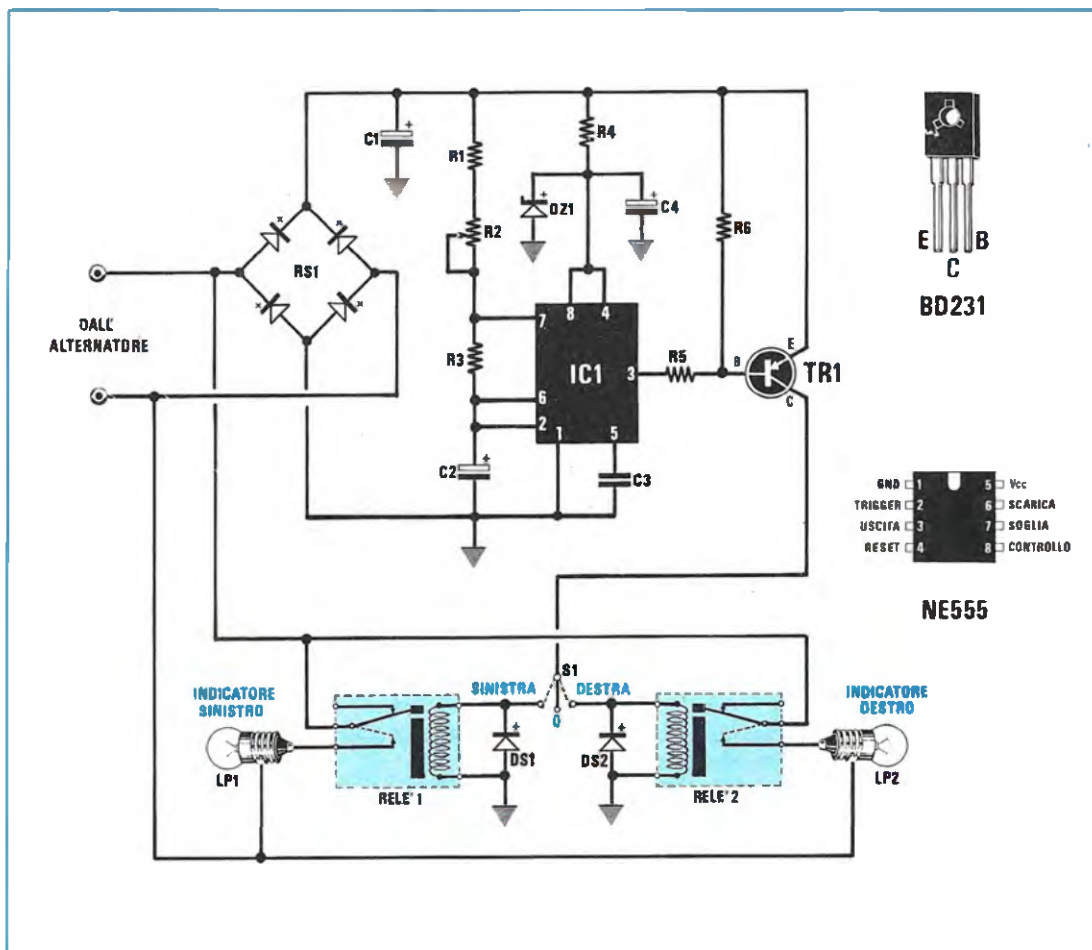 C1
R1
R4
DZ1
C4
R2
R6
RS1
DALL'
ALTERNATORE
7
8
4
R3
IC1
3
R5
B
E
TR1
C
6
2
1
5
C2
C3
E
B
C
BD231
GND 1
5 Vcc
TRIGGER 2
6 SCARICA
USCITA 3
7 SOGLIA
RESET 4
8 CONTROLLO
NE555
INDICATORE
SINISTRO
SINISTRA
S1
DESTRA
0
INDICATORE
DESTRO
LP1
DS1
DS2
LP2
RELE' 1
RELE' 2